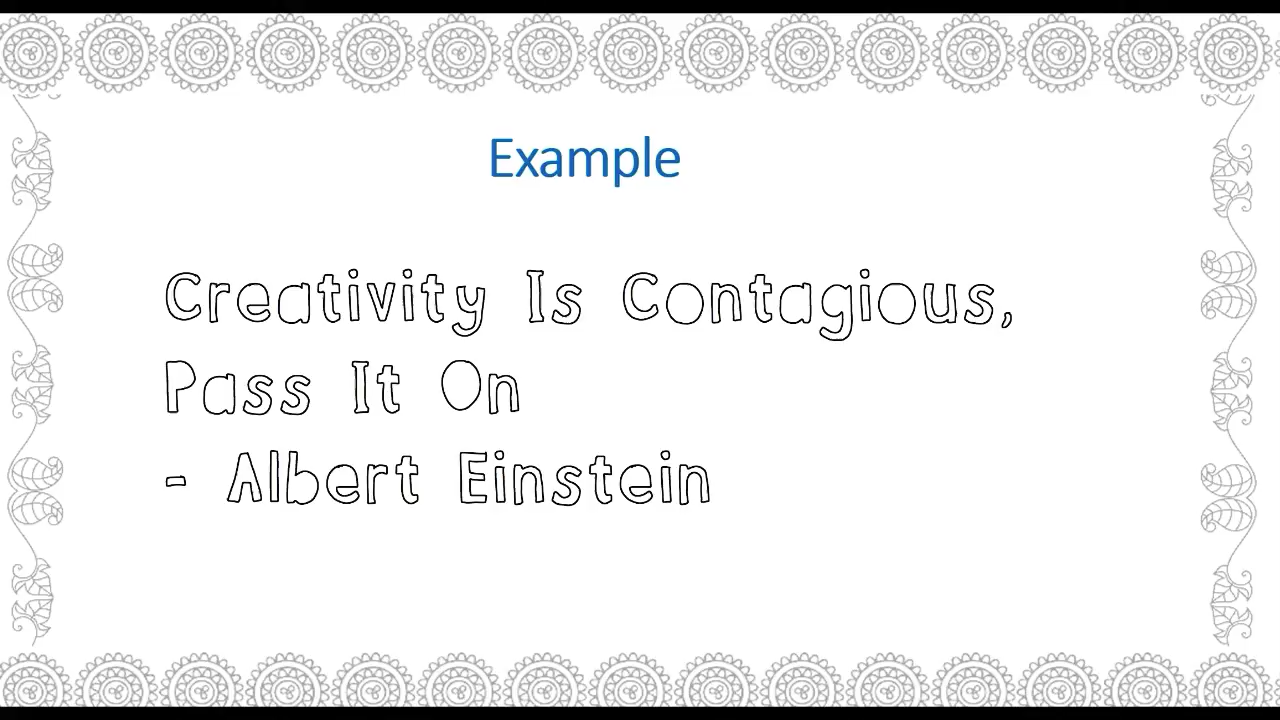 Example
Creativity Is Contagious,
Pass It On
- Albert Einstein